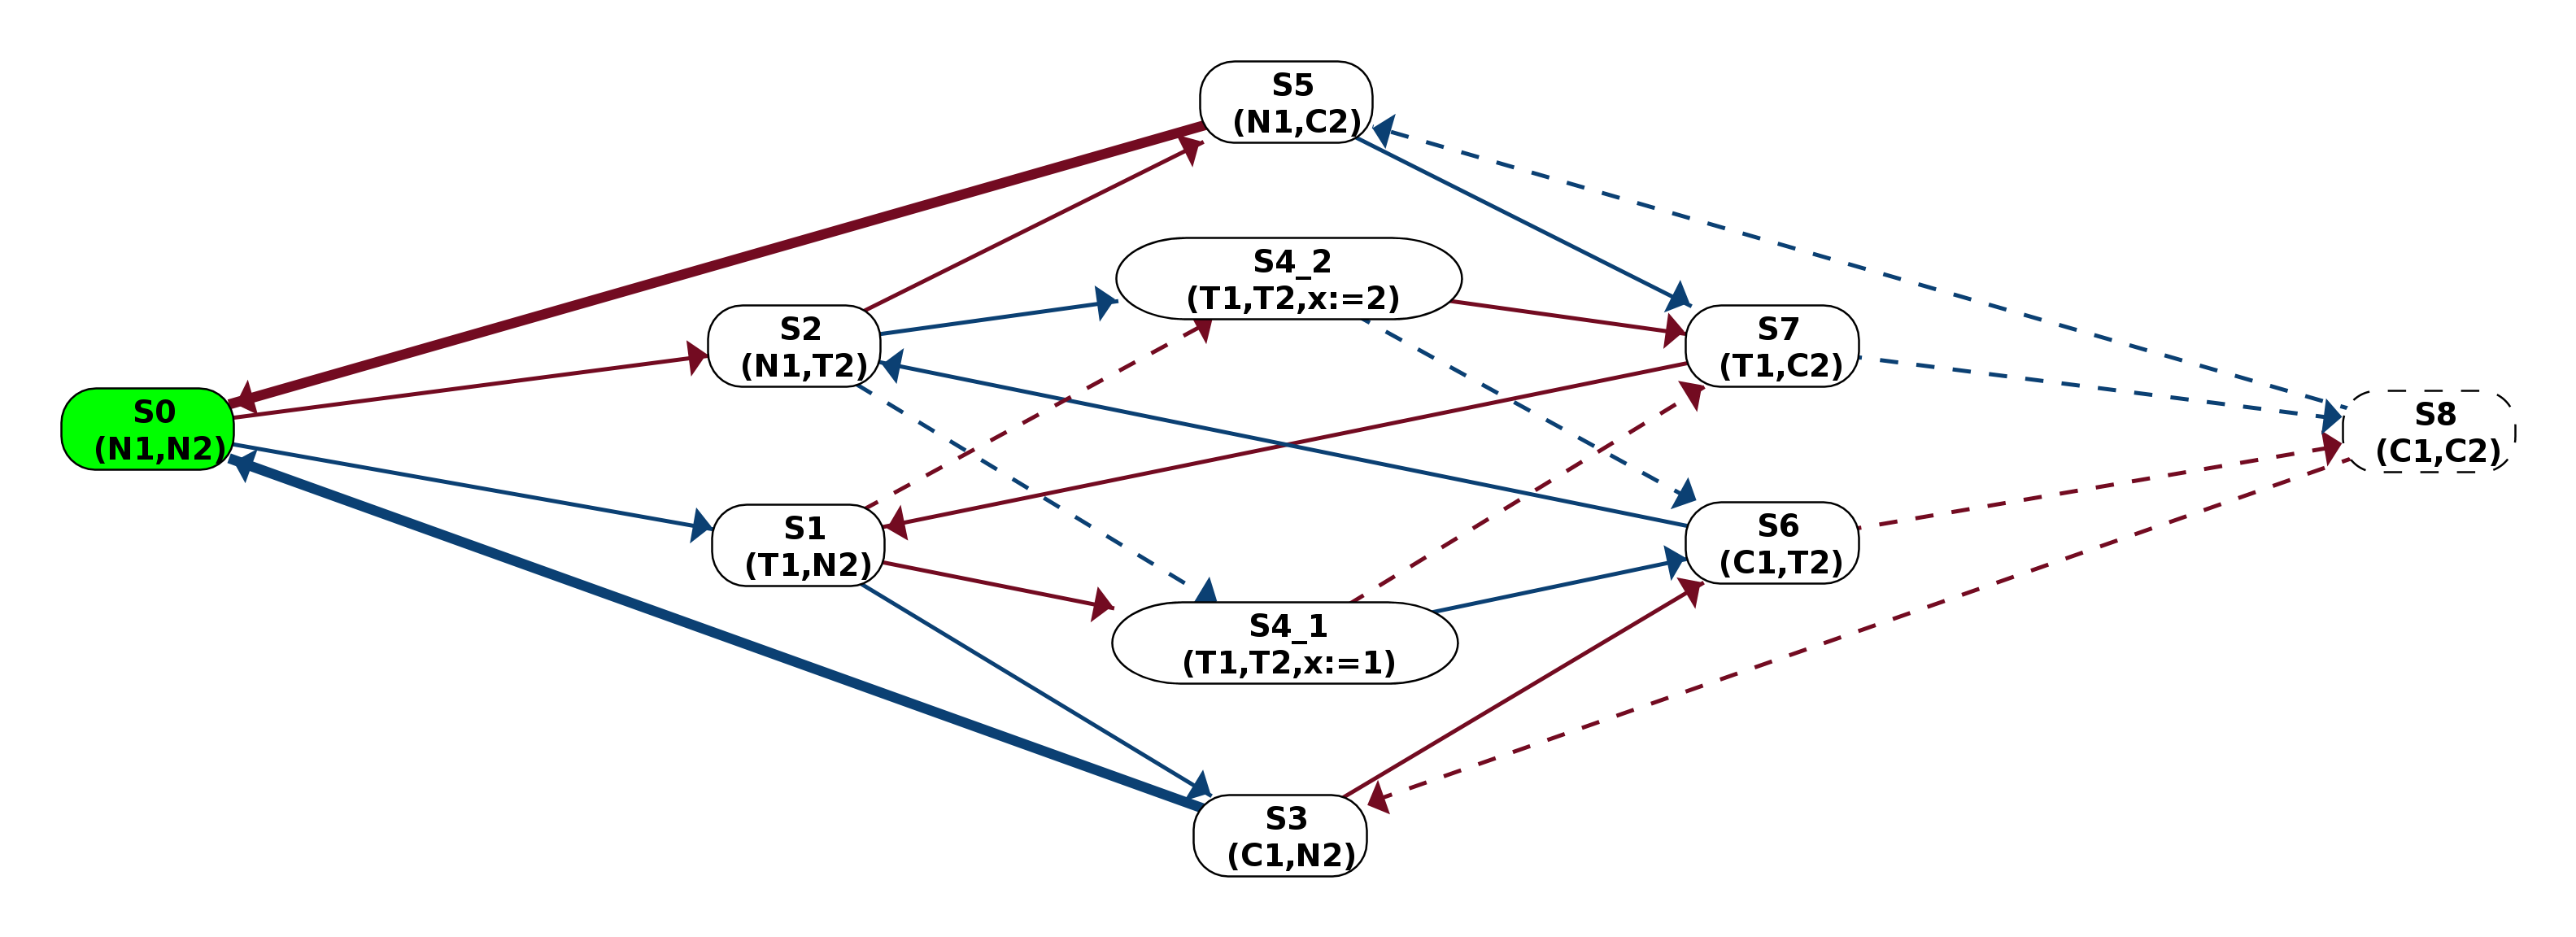 S5
(N1,C2)
S4_2
(T1,T2,x:=2)
S2
(N1,T2)
S7
(T1,C2)
S0
(N1,N2)
S8
(C1,C2)
S1
(T1,N2)
S6
(C1,T2)
S4_1
(T1,T2,x:=1)
S3
(C1,N2)